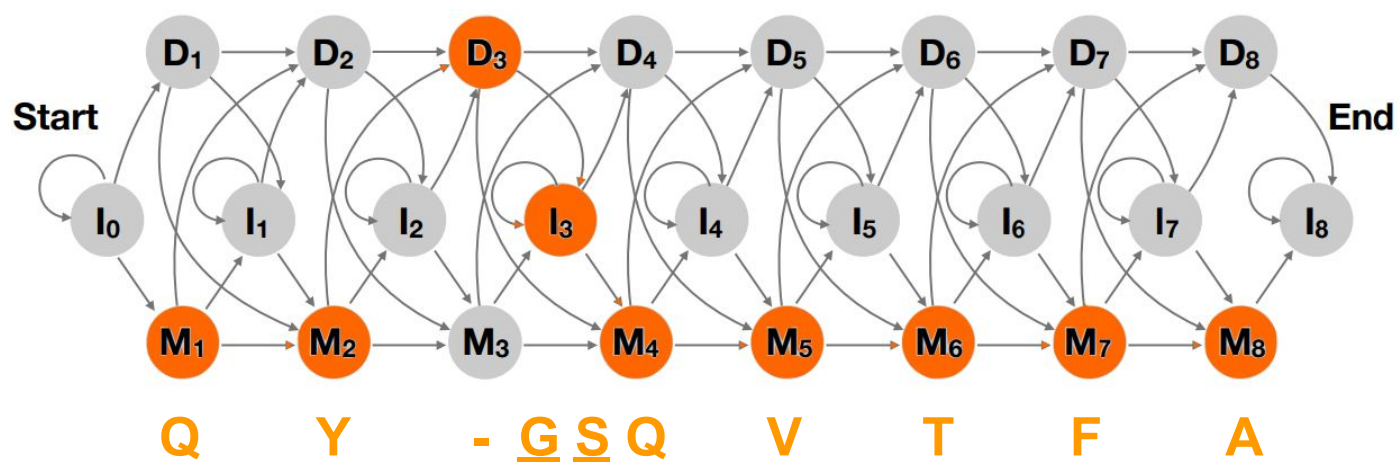 D1 D2 D3 D4 D5 D6 D7 D8
Start End
I0 I1 I2 I3 I4 I5 I6 I7 I8
M1 M2 M3 M4 M5 M6 M7 M8
Q Y - G S Q V T F A